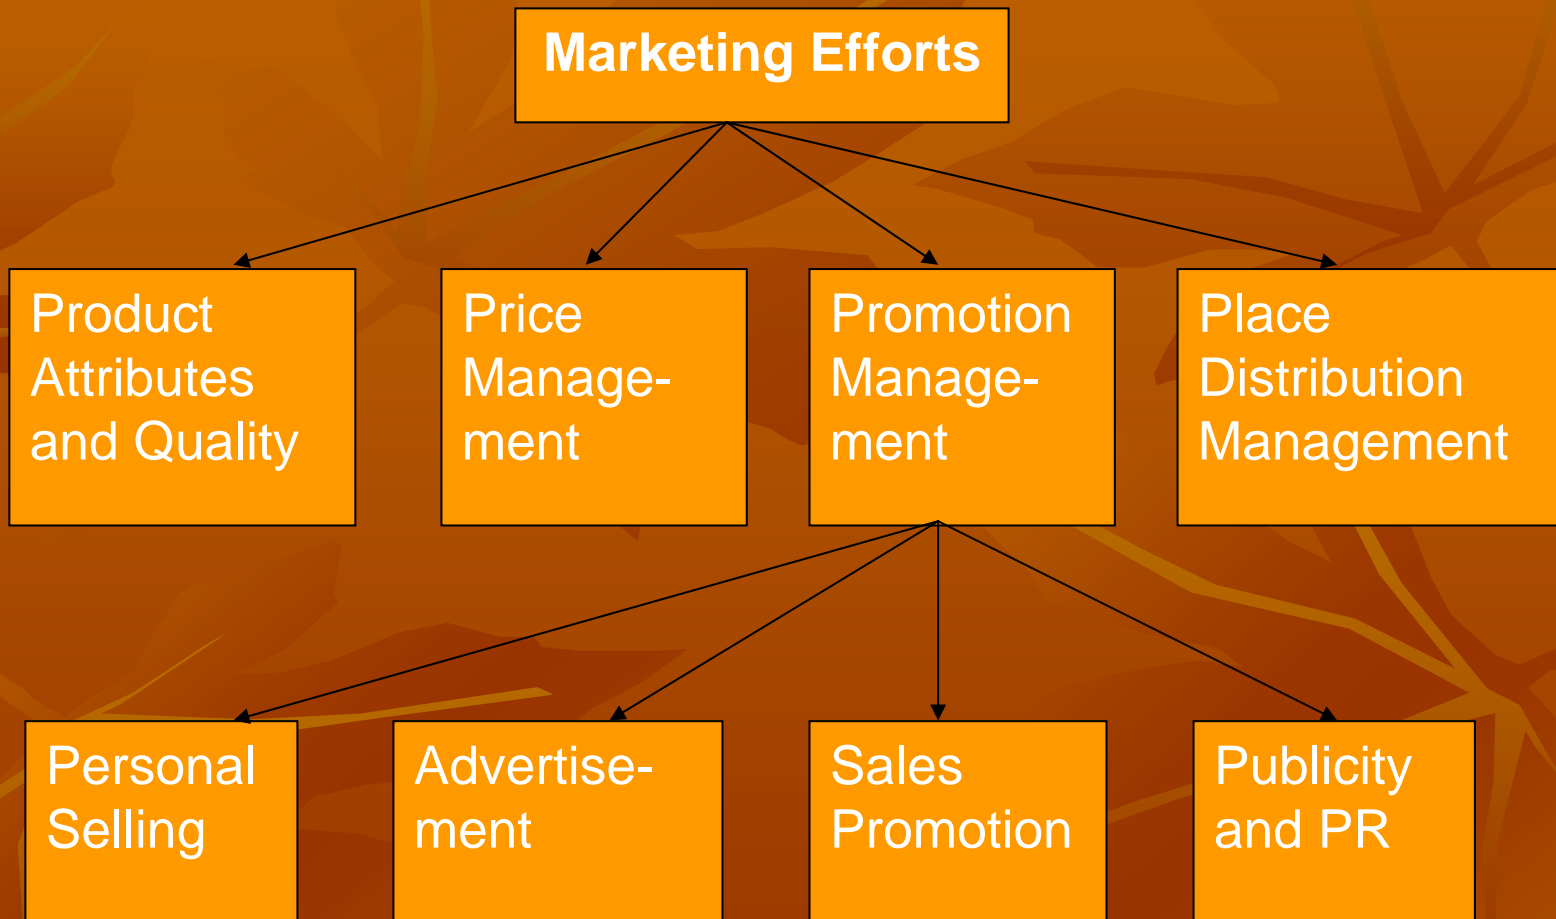 Marketing Efforts
Product
Attributes
and Quality
Price
Manage-
ment
Promotion
Manage-
ment
Place
Distribution
Management
Personal
Selling
Advertise-
ment
Sales
Promotion
Publicity
and PR